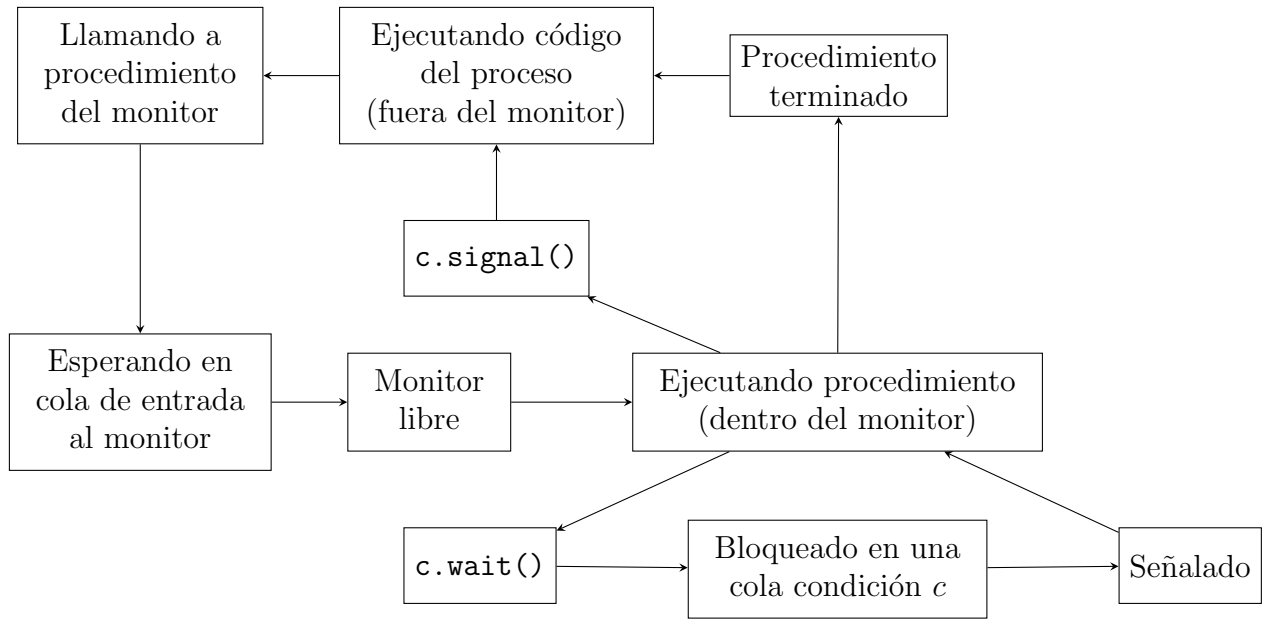 Llamando a
procedimiento
del monitor
Ejecutando código
del proceso
(fuera del monitor)
Procedimiento
terminado
c.signal()
Esperando en
cola de entrada
al monitor
Monitor
libre
Ejecutando procedimiento
(dentro del monitor)
c.wait()
Bloqueado en una
cola condición c
Señalado